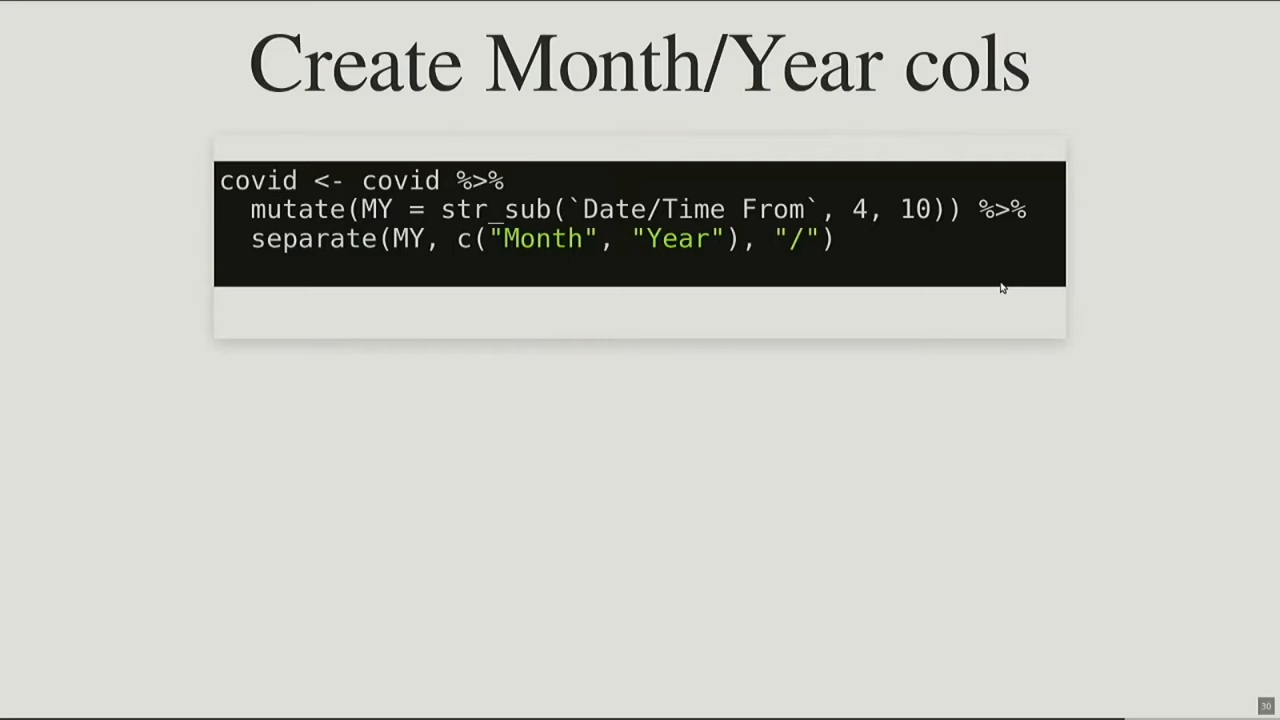 Create Month/Year cols
covid <- covid %>%
  mutate(MY = str_sub(`Date/Time From`, 4, 10)) %>%
  separate(MY, c("Month", "Year"), "/")
30